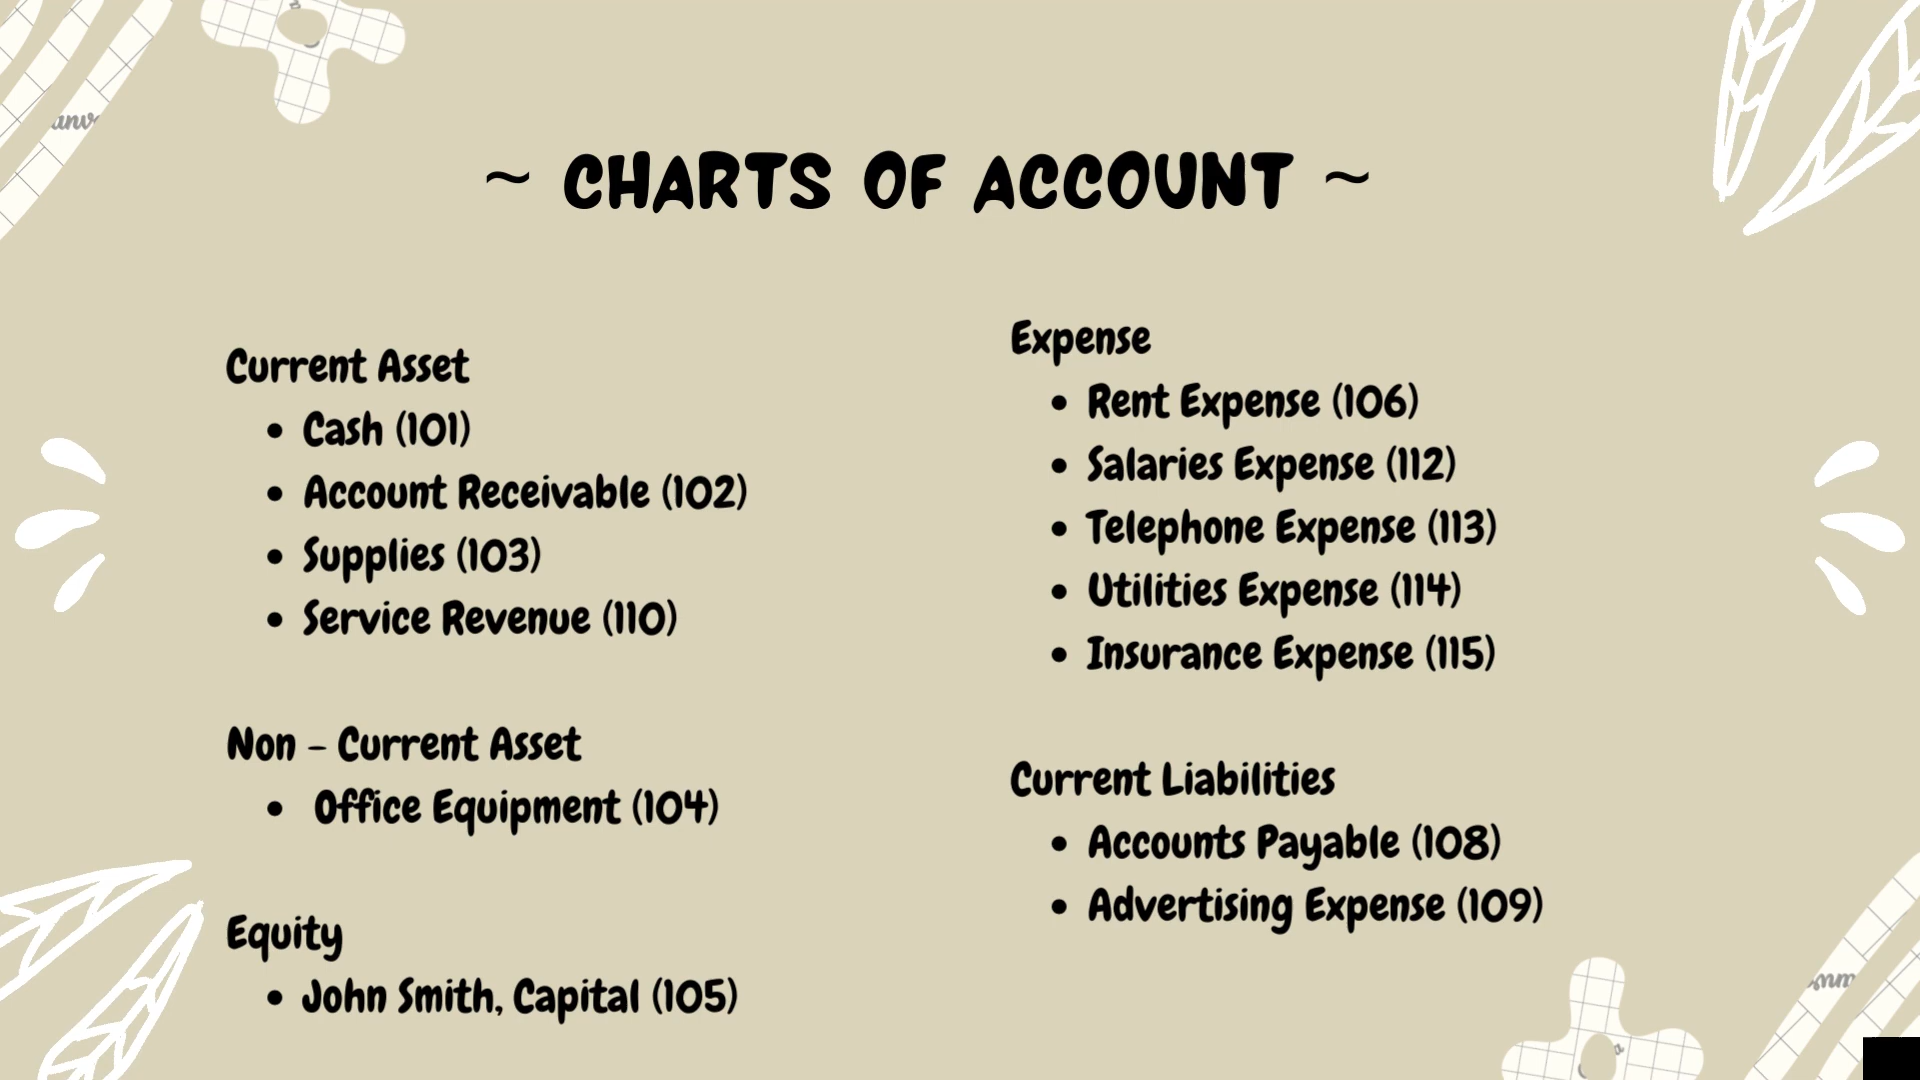 ~ CHARTS OF ACCOUNT ~
Current Asset
• Cash (101)
• Account Receivable (102)
• Supplies (103)
• Service Revenue (110)
Non - Current Asset
• Office Equipment (104)
Equity
• John Smith, Capital (105)
Expense
• Rent Expense (106)
• Salaries Expense (112)
• Telephone Expense (113)
• Utilities Expense (114)
• Insurance Expense (115)
Current Liabilities
• Accounts Payable (108)
• Advertising Expense (109)